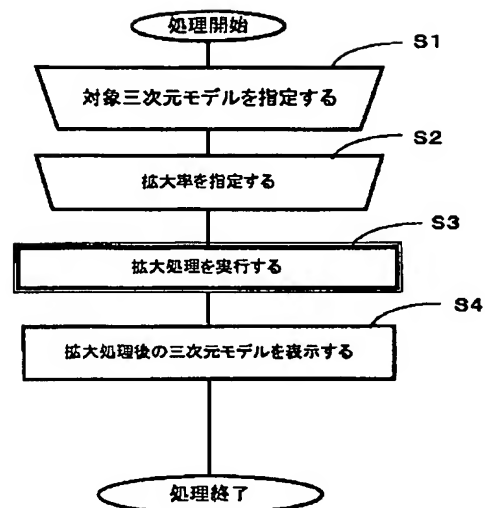 処理開始
S1
対象三次元モデルを指定する
S2
拡大率を指定する
S3
拡大処理を実行する
S4
拡大処理後の三次元モデルを表示する
処理終了